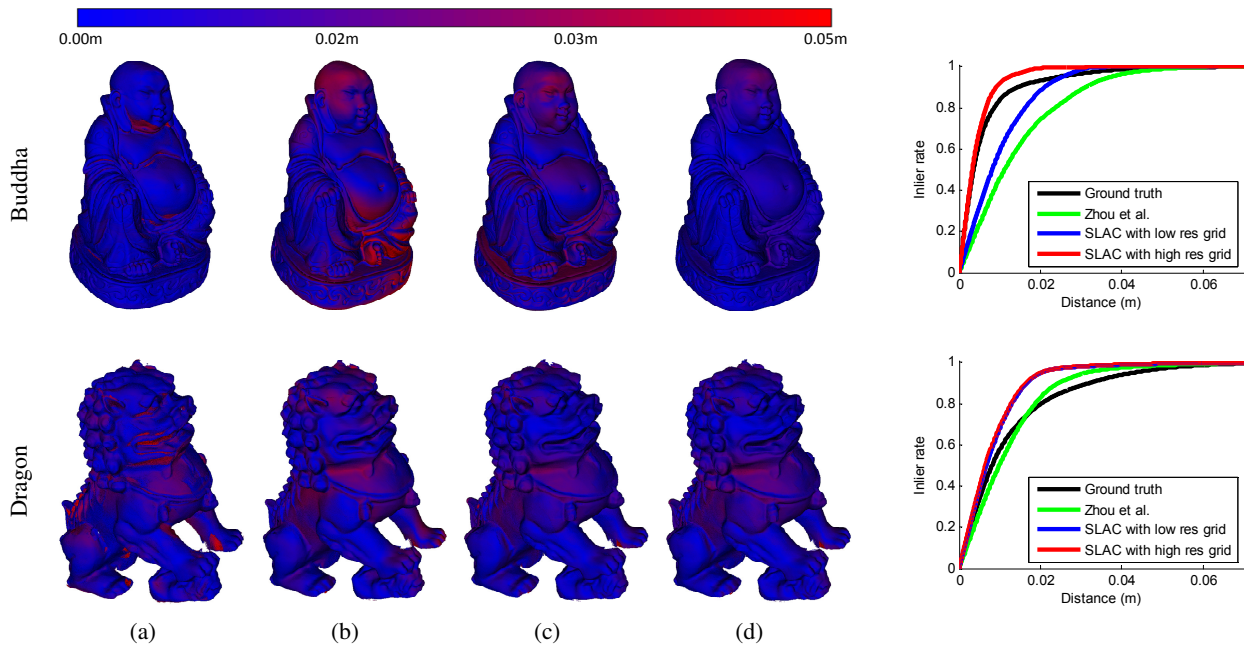 0.00m 0.02m 0.03m 0.05m
Buddha
1
0.8
0.6
0.4
0.2
0
Inlier rate
Ground truth
Zhou et al.
SLAC with low res grid
SLAC with high res grid
0 0.02 0.04 0.06
Distance (m)
Dragon
1
0.8
0.6
0.4
0.2
0
Inlier rate
Ground truth
Zhou et al.
SLAC with low res grid
SLAC with high res grid
0 0.02 0.04 0.06
Distance (m)
(a) (b) (c) (d)